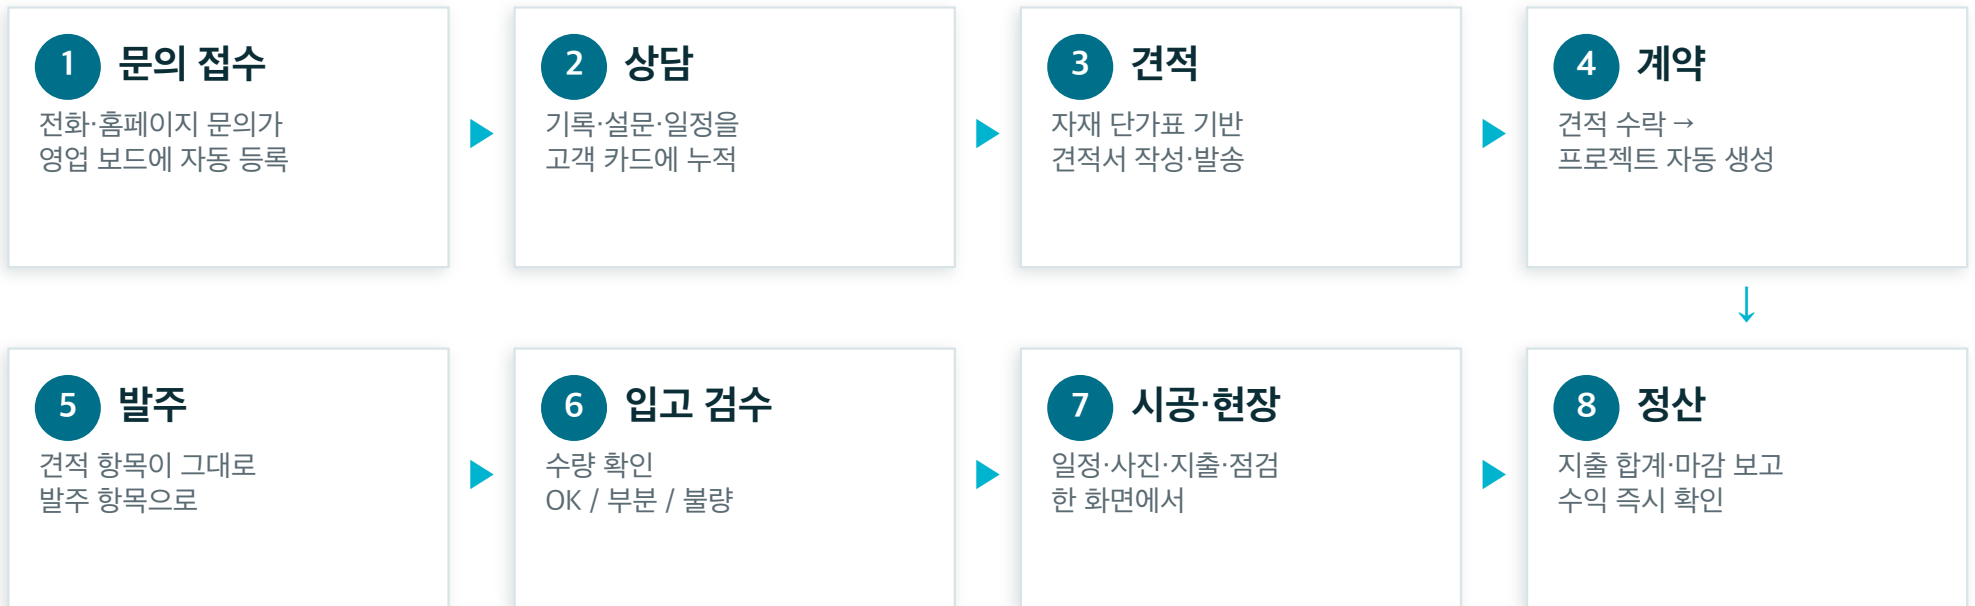 1 문의 접수
전화·홈페이지 문의가
영업 보드에 자동 등록
▶
2 상담
기록·설문·일정을
고객 카드에 누적
▶
3 견적
자재 단가표 기반
견적서 작성·발송
▶
4 계약
견적 수락 →
프로젝트 자동 생성
↓
5 발주
견적 항목이 그대로
발주 항목으로
▶
6 입고 검수
수량 확인
OK / 부분 / 불량
▶
7 시공·현장
일정·사진·지출·점검
한 화면에서
▶
8 정산
지출 합계·마감 보고
수익 즉시 확인